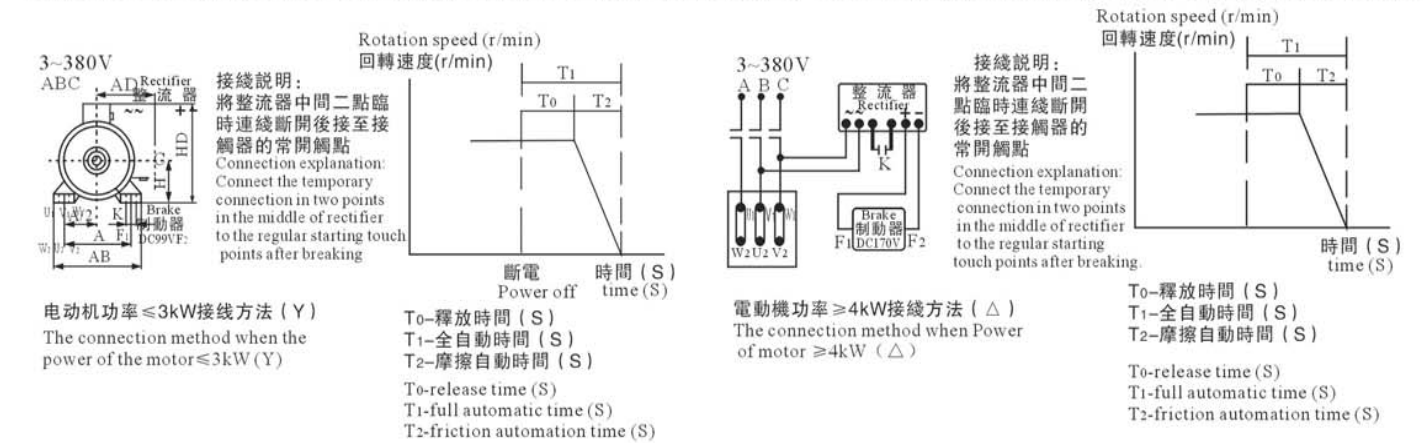 3~380V
ABC
AD
Rectifier
整流器
~~
+
HD
G
H
U1 V1 W1
A/2
K
Brake
制動器
F1
DC99V
F2
W2 U2 V2
A
AB
接綫説明：
將整流器中間二點臨
時連綫斷開後接至接
觸器的常開觸點
Connection explanation:
Connect the temporary
connection in two points
in the middle of rectifier
to the regular starting touch
points after breaking
电动机功率≤3kW接线方法（Y）
The connection method when the
power of the motor≤3kW(Y)
Rotation speed (r/min)
回轉速度(r/min)
T1
T0
T2
斷電
Power off
時間（S）
time (S)
T0–釋放時間（S）
T1–全自動時間（S）
T2–摩擦自動時間（S）
T0-release time (S)
T1-full automatic time (S)
T2-friction automation time (S)
3~380V
A B C
整流器
Rectifier
~~
+ −
K
U1 V1 W1
W2 U2 V2
F1
Brake
制動器
DC170V
F2
接綫説明：
將整流器中間二
點臨時連綫斷開
後接至接觸器的
常開觸點
Connection explanation:
Connect the temporary
connection in two points
in the middle of rectifier
to the regular starting
touch points after breaking.
電動機功率≥4kW接綫方法（△）
The connection method when Power
of motor ≥4kW（△）
Rotation speed (r/min)
回轉速度(r/min)
T1
T0
T2
時間（S）
time (S)
T0–釋放時間（S）
T1–全自動時間（S）
T2–摩擦自動時間（S）
T0-release time (S)
T1-full automatic time (S)
T2-friction automation time (S)